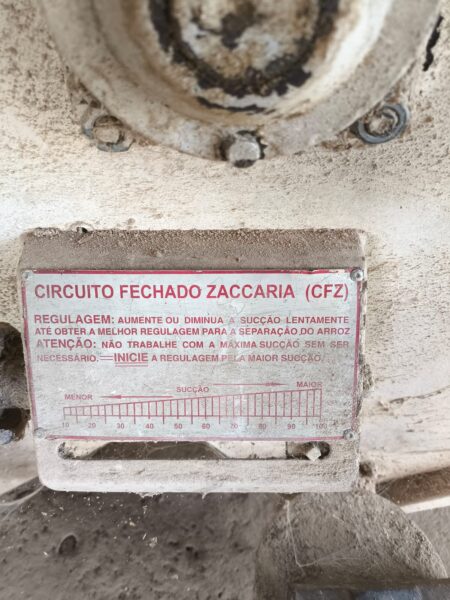 CIRCUITO FECHADO ZACCARIA (CFZ)
REGULAGEM: AUMENTE OU DIMINUA A SUCÇÃO LENTAMENTE
ATÉ OBTER A MELHOR REGULAGEM PARA A SEPARAÇÃO DO ARROZ
ATENÇÃO: NÃO TRABALHE COM A MÁXIMA SUCÇÃO SEM SER
NECESSÁRIO. INICIE A REGULAGEM PELA MAIOR SUCÇÃO.
MENOR SUCÇÃO MAIOR
10 20 30 40 50 60 70 80 90 100